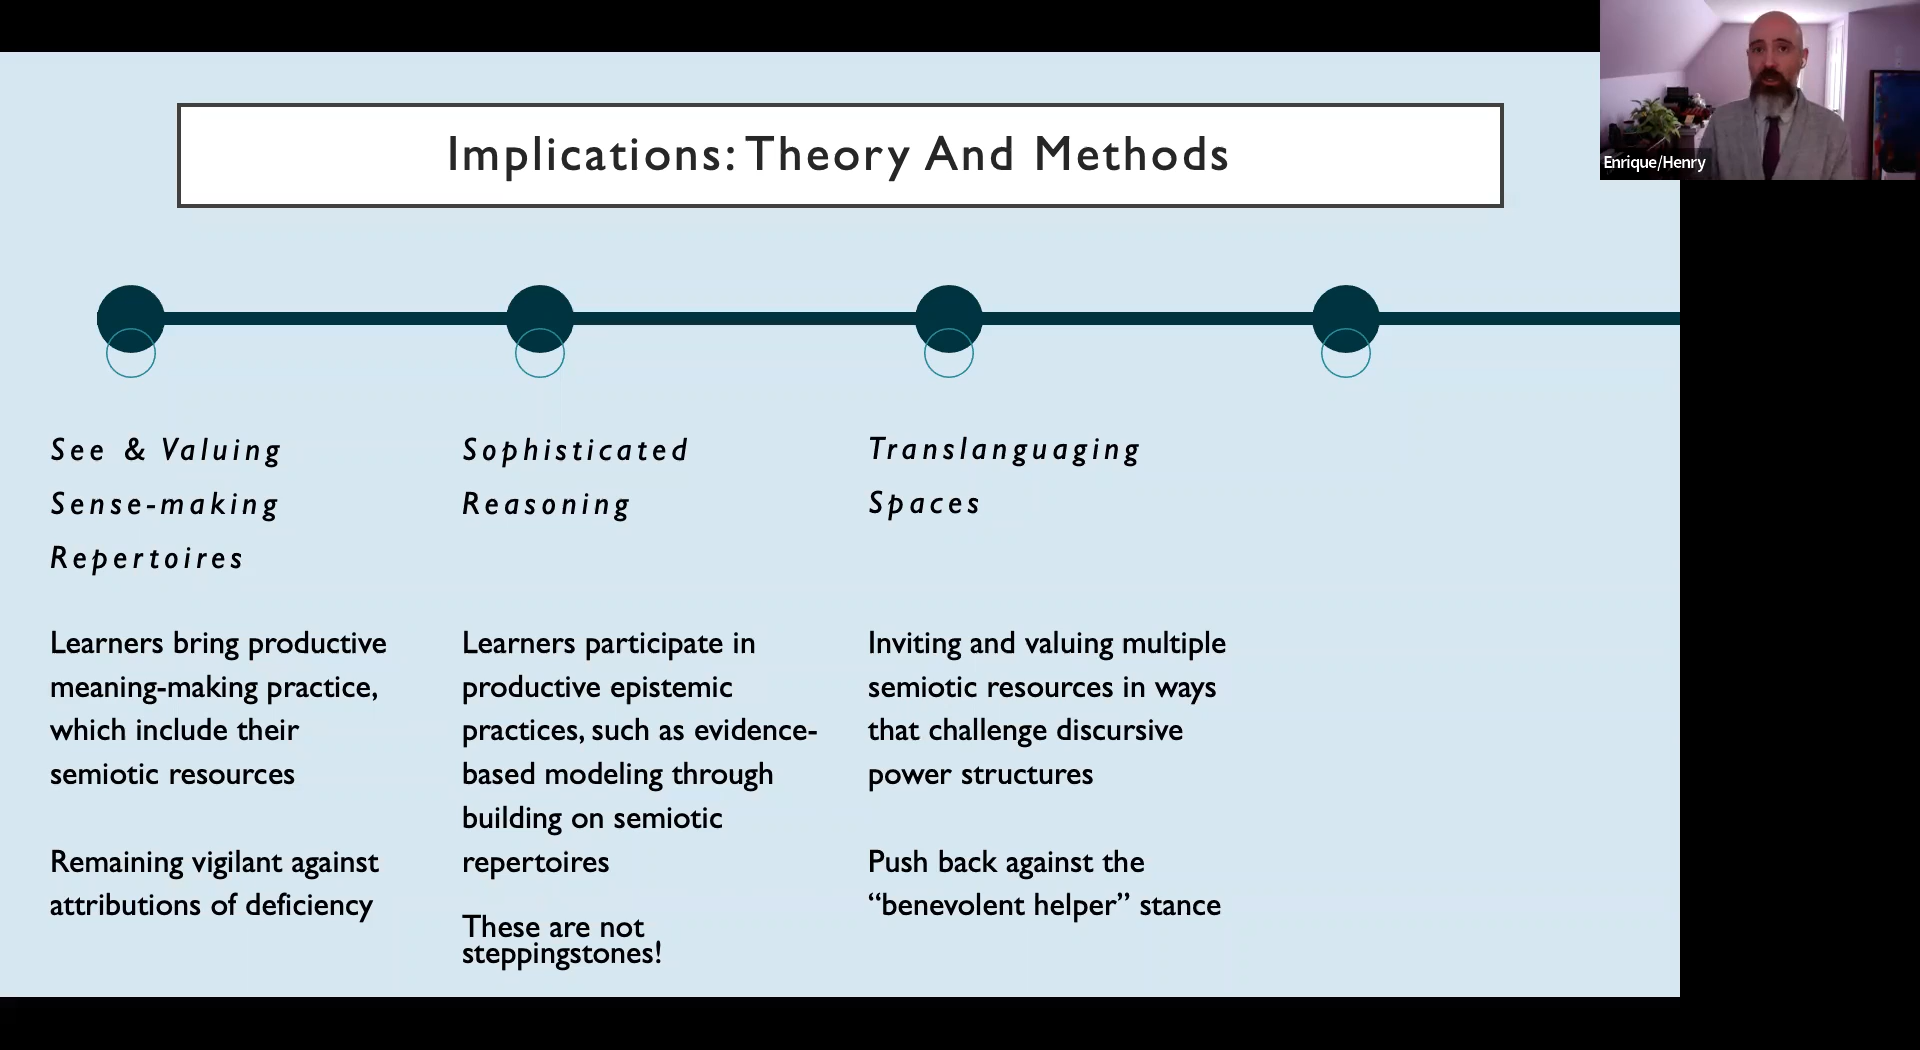 Implications: Theory And Methods
Enrique/Henry
See & Valuing
Sense-making
Repertoires
Learners bring productive
meaning-making practice,
which include their
semiotic resources
Remaining vigilant against
attributions of deficiency
Sophisticated
Reasoning
Learners participate in
productive epistemic
practices, such as evidence-
based modeling through
building on semiotic
repertoires
These are not
steppingstones!
Translanguaging
Spaces
Inviting and valuing multiple
semiotic resources in ways
that challenge discursive
power structures
Push back against the
“benevolent helper” stance